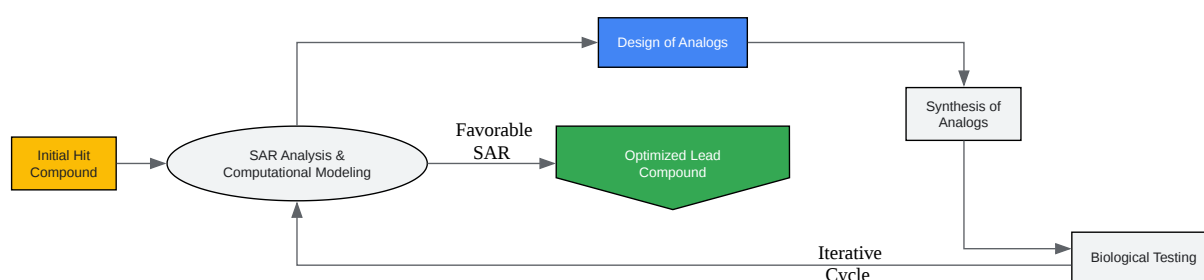 Design of Analogs
Synthesis of
Analogs
Favorable
SAR
Initial Hit
Compound
SAR Analysis &
Computational Modeling
Optimized Lead
Compound
Iterative
Cycle
Biological Testing